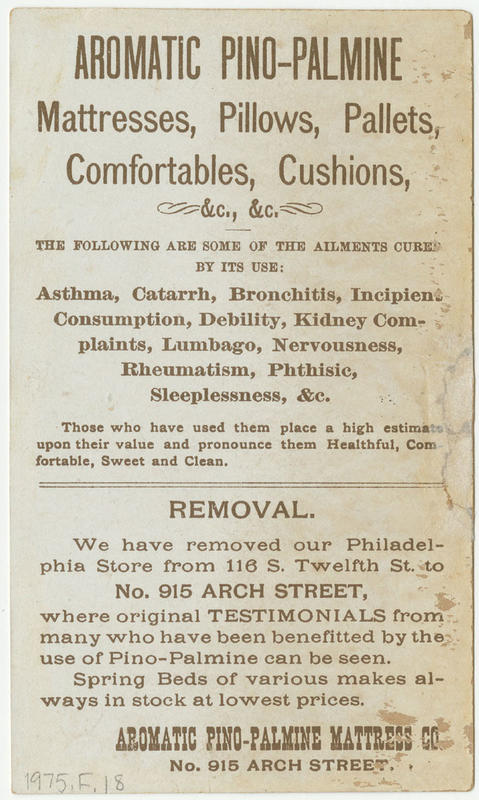 AROMATIC PINO-PALMINE
Mattresses, Pillows, Pallets,
Comfortables, Cushions,
&c., &c.
THE FOLLOWING ARE SOME OF THE AILMENTS CURE
BY ITS USE:
Asthma, Catarrh, Bronchitis, Incipient
Consumption, Debility, Kidney Com-
plaints, Lumbago, Nervousness,
Rheumatism, Phthisic,
Sleeplessness, &c.
Those who have used them place a high estimate
upon their value and pronounce them Healthful, Com
fortable, Sweet and Clean.
REMOVAL.
We have removed our Philadel-
phia Store from 116 S. Twelfth St. to
No. 915 ARCH STREET,
where original TESTIMONIALS from
many who have been benefitted by the
use of Pino-Palmine can be seen.
Spring Beds of various makes al-
ways in stock at lowest prices.
AROMATIC PINO-PALMINE MATTRESS CO.
No. 915 ARCH STREET.
1975.F.18